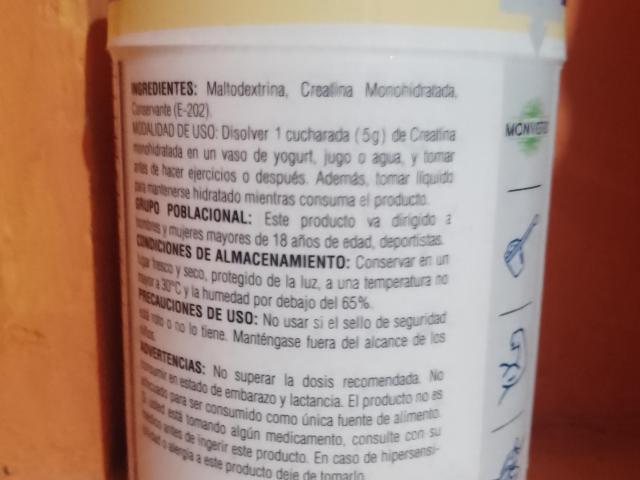 INGREDIENTES: Maltodextrina, Creatina Monohidratada,
Conservante (E-202).
MODALIDAD DE USO: Disolver 1 cucharada (5g) de Creatina
monohidratada en un vaso de yogurt, jugo o agua, y tomar
antes de hacer ejercicios o después. Además, tomar líquido
para mantenerse hidratado mientras consuma el producto.
GRUPO POBLACIONAL: Este producto va dirigido a
hombres y mujeres mayores de 18 años de edad, deportistas.
CONDICIONES DE ALMACENAMIENTO: Conservar en un
lugar fresco y seco, protegido de la luz, a una temperatura no
mayor a 30°C y la humedad por debajo del 65%.
PRECAUCIONES DE USO: No usar si el sello de seguridad
está roto o no lo tiene. Manténgase fuera del alcance de los
niños.
ADVERTENCIAS: No superar la dosis recomendada. No
consumir en estado de embarazo y lactancia. El producto no es
adecuado para ser consumido como única fuente de alimento.
Si usted está tomando algún medicamento, consulte con su
médico antes de ingerir este producto. En caso de hipersensi-
bilidad o alergia a este producto deje de tomarlo.